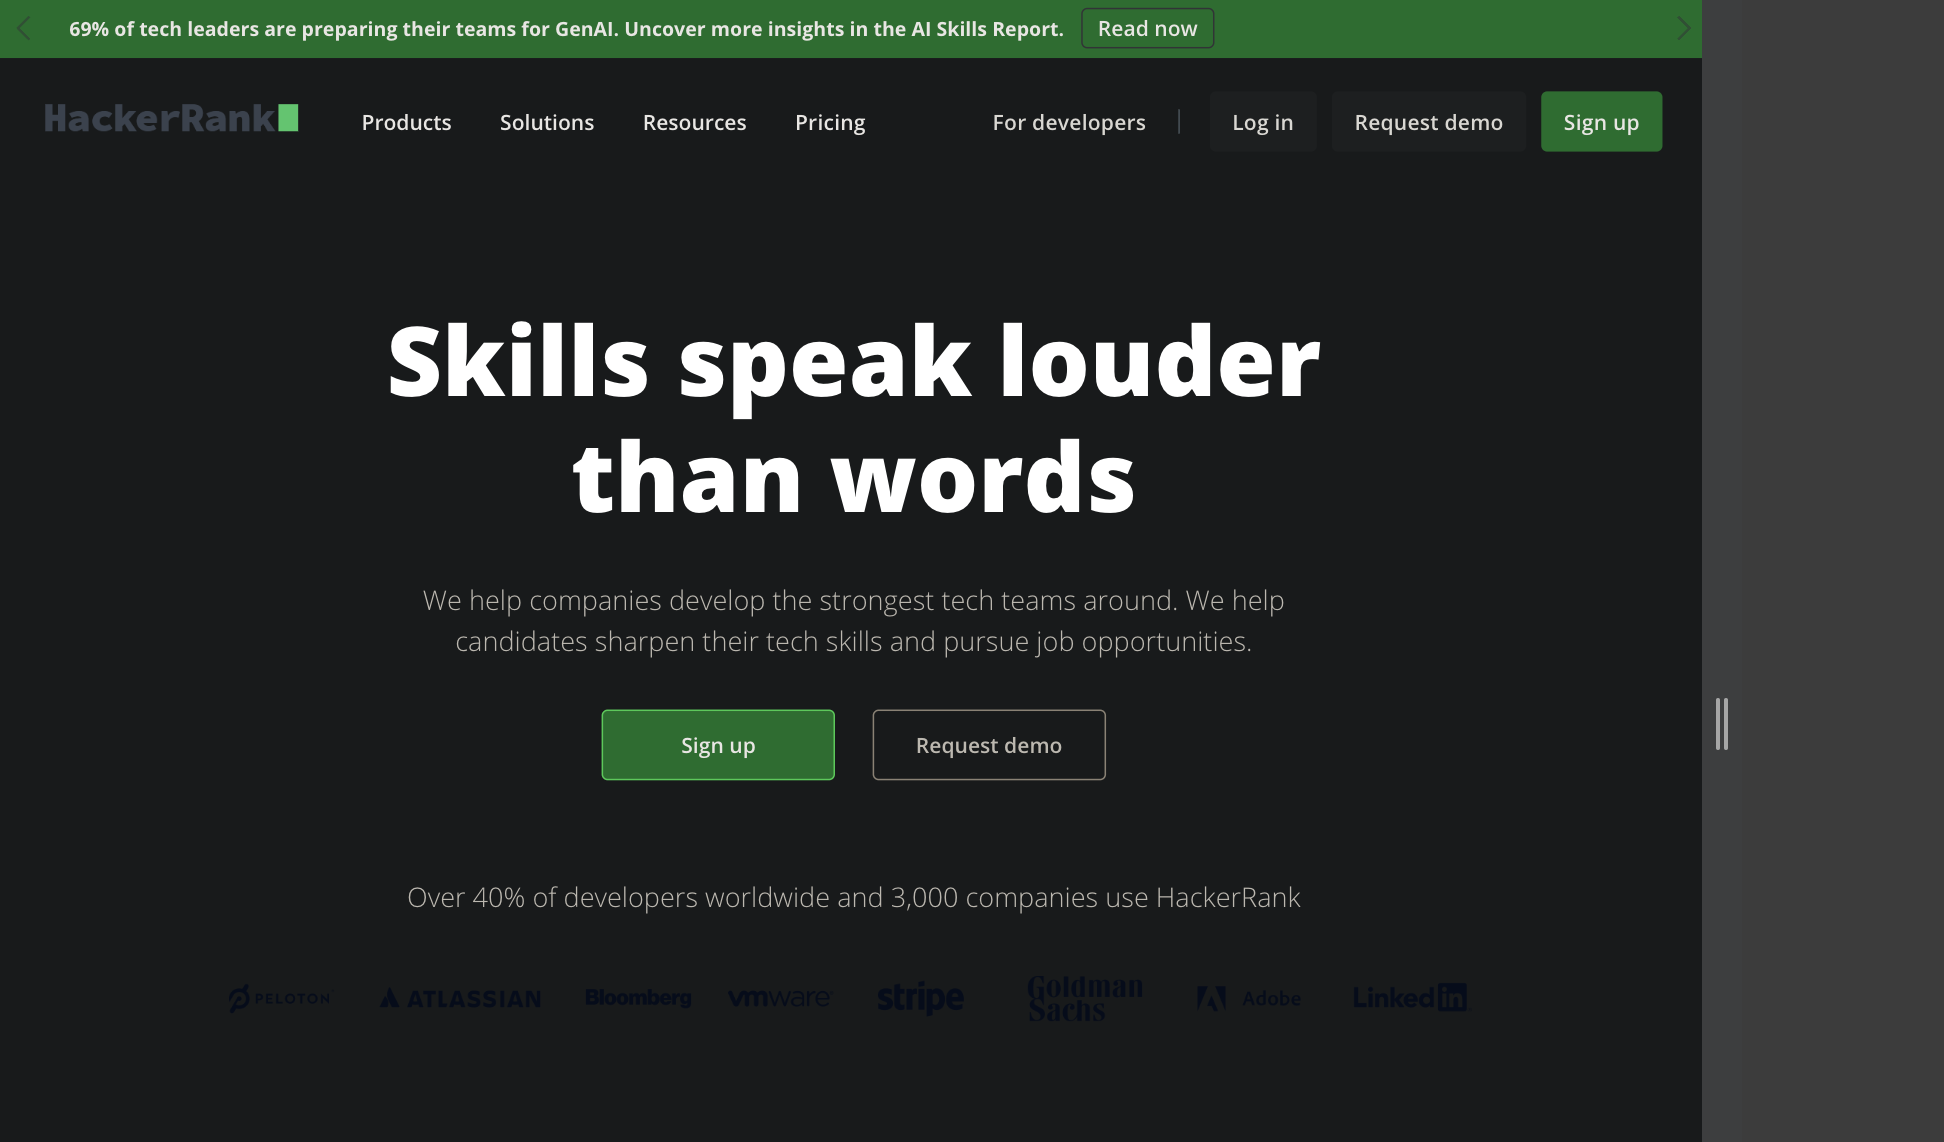 69% of tech leaders are preparing their teams for GenAI. Uncover more insights in the AI Skills Report.
Read now
HackerRank
Products
Solutions
Resources
Pricing
For developers
Log in
Request demo
Sign up
Skills speak louder
than words
We help companies develop the strongest tech teams around. We help
candidates sharpen their tech skills and pursue job opportunities.
Sign up
Request demo
Over 40% of developers worldwide and 3,000 companies use HackerRank
PELOTON
ATLASSIAN
Bloomberg
vmware
stripe
Goldman
Sachs
Adobe
Linked in